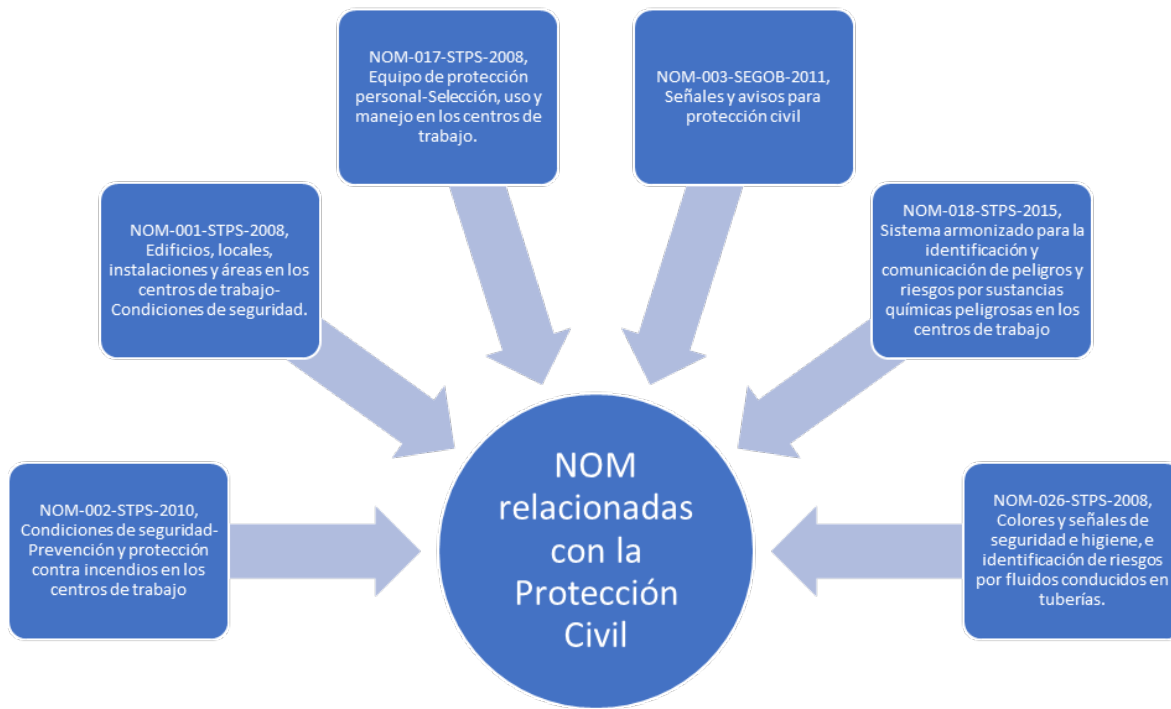 NOM-017-STPS-2008,
Equipo de protección
personal-Selección, uso y
manejo en los centros de
trabajo.
NOM-003-SEGOB-2011,
Señales y avisos para
protección civil
NOM-001-STPS-2008,
Edificios, locales,
instalaciones y áreas en los
centros de trabajo-
Condiciones de seguridad.
NOM-018-STPS-2015,
Sistema armonizado para la
identificación y
comunicación de peligros y
riesgos por sustancias
químicas peligrosas en los
centros de trabajo
NOM-002-STPS-2010,
Condiciones de seguridad-
Prevención y protección
contra incendios en los
centros de trabajo
NOM
relacionadas
con la
Protección
Civil
NOM-026-STPS-2008,
Colores y señales de
seguridad e higiene, e
identificación de riesgos
por fluidos conducidos en
tuberías.